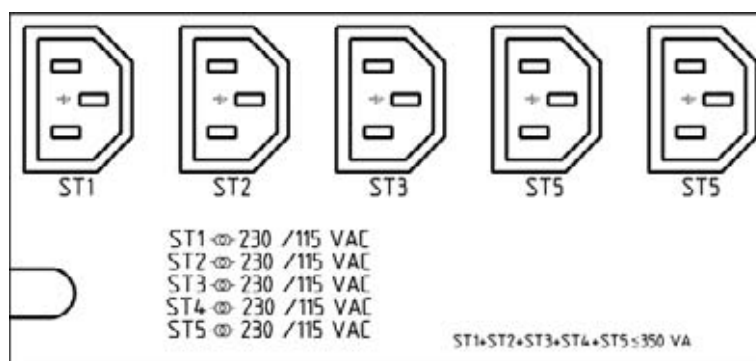 ST1 ST2 ST3 ST5 ST5
ST1 230 /115 VAC
ST2 230 /115 VAC
ST3 230 /115 VAC
ST4 230 /115 VAC
ST5 230 /115 VAC
ST1+ST2+ST3+ST4+ST5≤350 VA